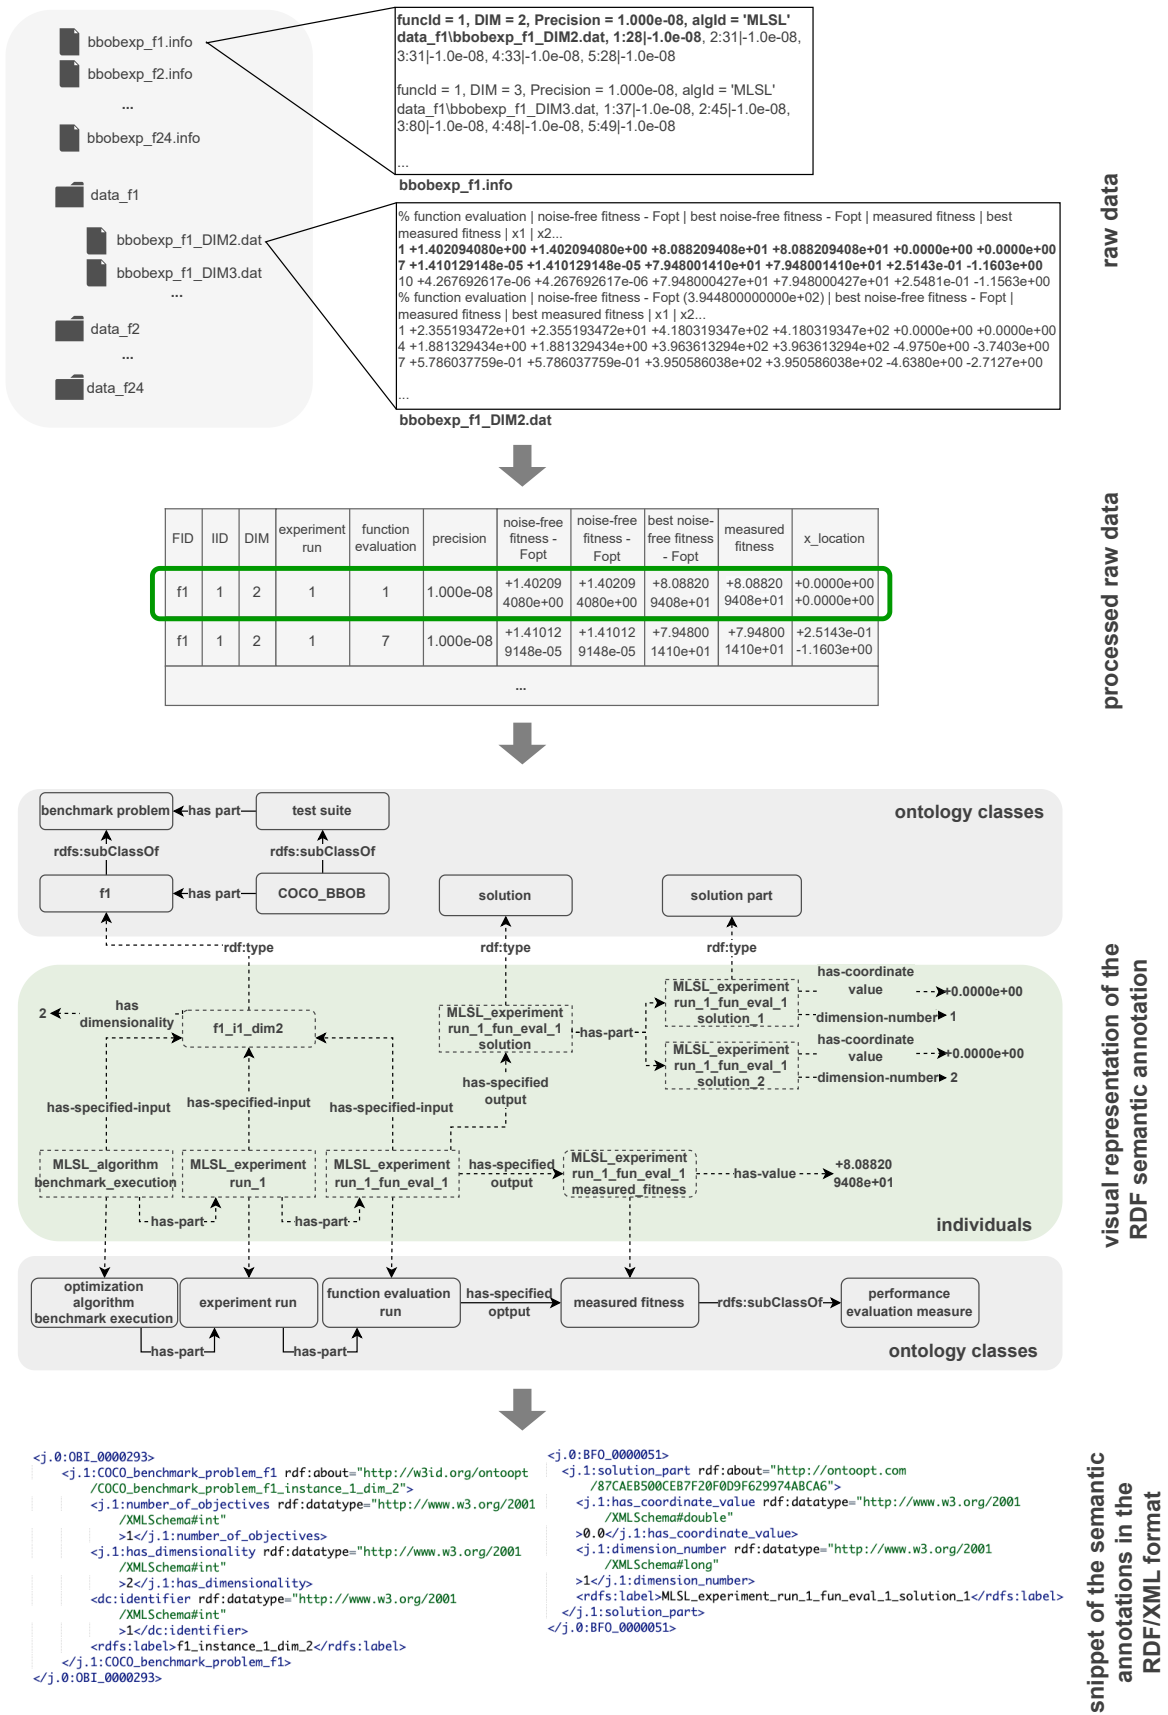 bbobexp_f1.info
bbobexp_f2.info
...
bbobexp_f24.info
data_f1
bbobexp_f1_DIM2.dat
bbobexp_f1_DIM3.dat
...
data_f2
...
data_f24
funcId = 1, DIM = 2, Precision = 1.000e-08, algId = 'MLSL'
data_f1\bbobexp_f1_DIM2.dat, 1:28|-1.0e-08, 2:31|-1.0e-08,
3:31|-1.0e-08, 4:33|-1.0e-08, 5:28|-1.0e-08
funcId = 1, DIM = 3, Precision = 1.000e-08, algId = 'MLSL'
data_f1\bbobexp_f1_DIM3.dat, 1:37|-1.0e-08, 2:45|-1.0e-08,
3:80|-1.0e-08, 4:48|-1.0e-08, 5:49|-1.0e-08
...
bbobexp_f1.info
% function evaluation | noise-free fitness - Fopt | best noise-free fitness - Fopt | measured fitness | best
measured fitness | x1 | x2...
1 +1.402094080e+00 +1.402094080e+00 +8.088209408e+01 +8.088209408e+01 +0.0000e+00 +0.0000e+00
7 +1.410129148e-05 +1.410129148e-05 +7.948001410e+01 +7.948001410e+01 +2.5143e-01 -1.1603e+00
10 +4.267692617e-06 +4.267692617e-06 +7.948000427e+01 +7.948000427e+01 +2.5481e-01 -1.1563e+00
% function evaluation | noise-free fitness - Fopt (3.944800000000e+02) | best noise-free fitness - Fopt |
measured fitness | best measured fitness | x1 | x2...
1 +2.355193472e+01 +2.355193472e+01 +4.180319347e+02 +4.180319347e+02 +0.0000e+00 +0.0000e+00
4 +1.881329434e+00 +1.881329434e+00 +3.963613294e+02 +3.963613294e+02 -4.9750e+00 -3.7403e+00
7 +5.786037759e-01 +5.786037759e-01 +3.950586038e+02 +3.950586038e+02 -4.6380e+00 -2.7127e+00
...
bbobexp_f1_DIM2.dat
raw data
FID IID DIM experiment run function evaluation precision noise-free fitness - Fopt noise-free fitness - Fopt best noise-free fitness - Fopt measured fitness x_location
f1 1 2 1 1 1.000e-08 +1.40209 4080e+00 +1.40209 4080e+00 +8.08820 9408e+01 +8.08820 9408e+01 +0.0000e+00 +0.0000e+00
f1 1 2 1 7 1.000e-08 +1.41012 9148e-05 +1.41012 9148e-05 +7.94800 1410e+01 +7.94800 1410e+01 +2.5143e-01 -1.1603e+00
...
processed raw data
benchmark problem has part test suite
ontology classes
rdfs:subClassOf rdfs:subClassOf
f1 has part COCO_BBOB solution solution part
rdf:type rdf:type rdf:type
2 has dimensionality
f1_i1_dim2
MLSL_experiment
run_1_fun_eval_1
solution
has-part
MLSL_experiment
run_1_fun_eval_1
solution_1
has-coordinate
value
+0.0000e+00
dimension-number 1
MLSL_experiment
run_1_fun_eval_1
solution_2
has-coordinate
value
+0.0000e+00
dimension-number 2
has-specified
output
has-specified-input has-specified-input has-specified-input
MLSL_algorithm
benchmark_execution
MLSL_experiment
run_1
MLSL_experiment
run_1_fun_eval_1
has-specified
output
MLSL_experiment
run_1_fun_eval_1
measured_fitness
has-value
+8.08820
9408e+01
has-part has-part
individuals
optimization
algorithm
benchmark execution
experiment run
function evaluation
run
has-specified
optput
measured fitness
rdfs:subClassOf
performance
evaluation measure
has-part has-part
ontology classes
visual representation of the
RDF semantic annotation
<j.0:OBI_0000293>
<j.1:COCO_benchmark_problem_f1 rdf:about="http://w3id.org/ontoopt
/COCO_benchmark_problem_f1_instance_1_dim_2">
<j.1:number_of_objectives rdf:datatype="http://www.w3.org/2001
/XMLSchema#int"
>1</j.1:number_of_objectives>
<j.1:has_dimensionality rdf:datatype="http://www.w3.org/2001
/XMLSchema#int"
>2</j.1:has_dimensionality>
<dc:identifier rdf:datatype="http://www.w3.org/2001
/XMLSchema#int"
>1</dc:identifier>
<rdfs:label>f1_instance_1_dim_2</rdfs:label>
</j.1:COCO_benchmark_problem_f1>
</j.0:OBI_0000293>
<j.0:BFO_0000051>
<j.1:solution_part rdf:about="http://ontoopt.com
/87CAEB500CEB7F20F0D9F629974ABCA6">
<j.1:has_coordinate_value rdf:datatype="http://www.w3.org/2001
/XMLSchema#double"
>0.0</j.1:has_coordinate_value>
<j.1:dimension_number rdf:datatype="http://www.w3.org/2001
/XMLSchema#long"
>1</j.1:dimension_number>
<rdfs:label>MLSL_experiment_run_1_fun_eval_1_solution_1</rdfs:label>
</j.1:solution_part>
</j.0:BFO_0000051>
snippet of the semantic
annotations in the
RDF/XML format